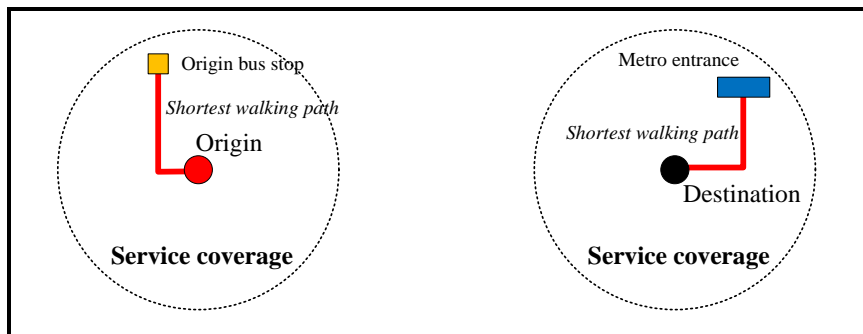 Origin bus stop
Shortest walking path
Origin
Service coverage
Metro entrance
Shortest walking path
Destination
Service coverage